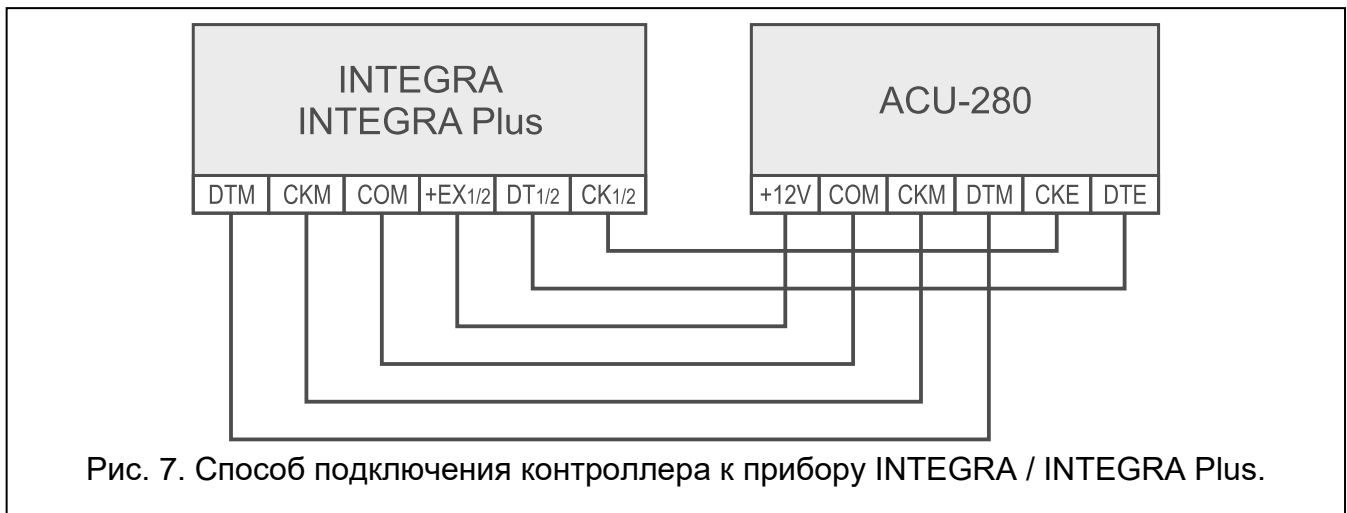 INTEGRA
INTEGRA Plus
ACU-280
DTM CKM COM +EX1/2 DT1/2 CK1/2
+12V COM CKM DTM CKE DTE
Рис. 7. Способ подключения контроллера к прибору INTEGRA / INTEGRA Plus.